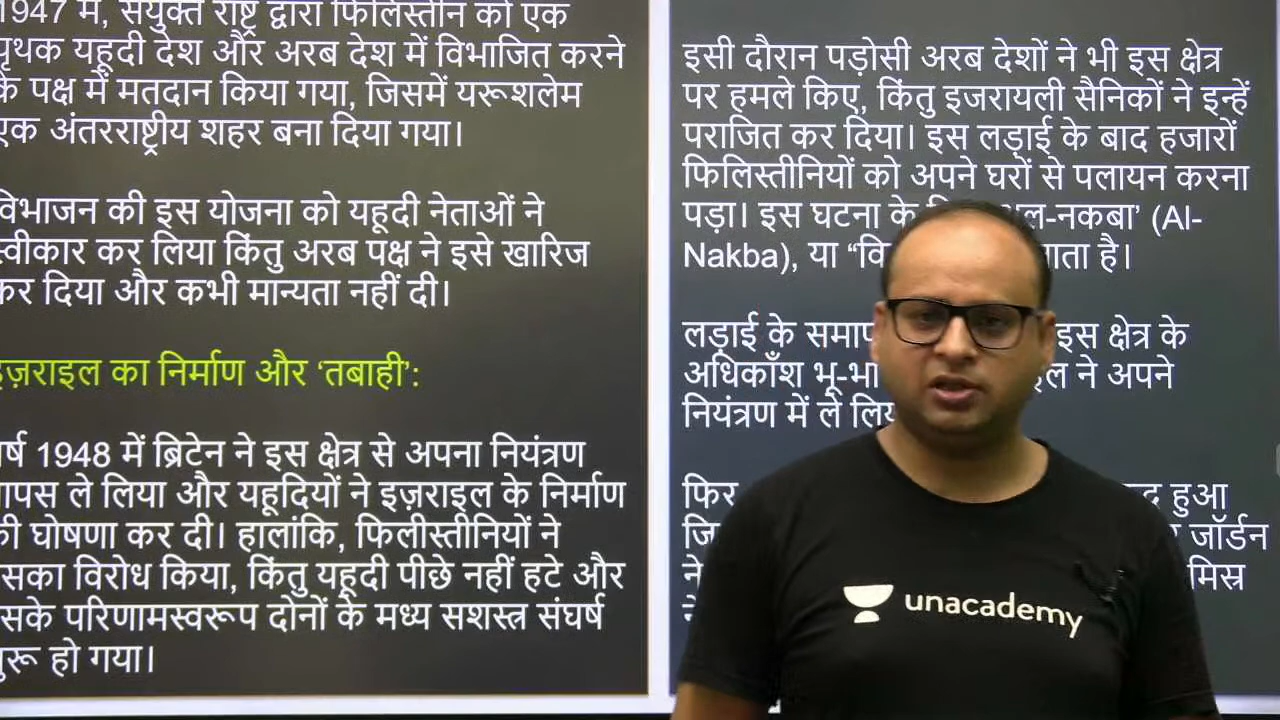 1947 में, संयुक्त राष्ट्र द्वारा फिलिस्तीन को एक
पृथक यहूदी देश और अरब देश में विभाजित करने
के पक्ष में मतदान किया गया, जिसमें यरूशलेम
एक अंतरराष्ट्रीय शहर बना दिया गया।
विभाजन की इस योजना को यहूदी नेताओं ने
स्वीकार कर लिया किंतु अरब पक्ष ने इसे खारिज
कर दिया और कभी मान्यता नहीं दी।
इज़राइल का निर्माण और ‘तबाही’:
वर्ष 1948 में ब्रिटेन ने इस क्षेत्र से अपना नियंत्रण
वापस ले लिया और यहूदियों ने इज़राइल के निर्माण
की घोषणा कर दी। हालांकि, फिलीस्तीनियों ने
इसका विरोध किया, किंतु यहूदी पीछे नहीं हटे और
इसके परिणामस्वरूप दोनों के मध्य सशस्त्र संघर्ष
शुरू हो गया।
इसी दौरान पड़ोसी अरब देशों ने भी इस क्षेत्र
पर हमले किए, किंतु इजरायली सैनिकों ने इन्हें
पराजित कर दिया। इस लड़ाई के बाद हजारों
फिलिस्तीनियों को अपने घरों से पलायन करना
पड़ा। इस घटना के अल-नकबा’ (Al-
Nakba), या है।
लड़ाई के इस क्षेत्र के
अधिकाँश ने अपने
नियंत्रण में ले
फिर हुआ
जॉर्डन
मिस्र
unacademy